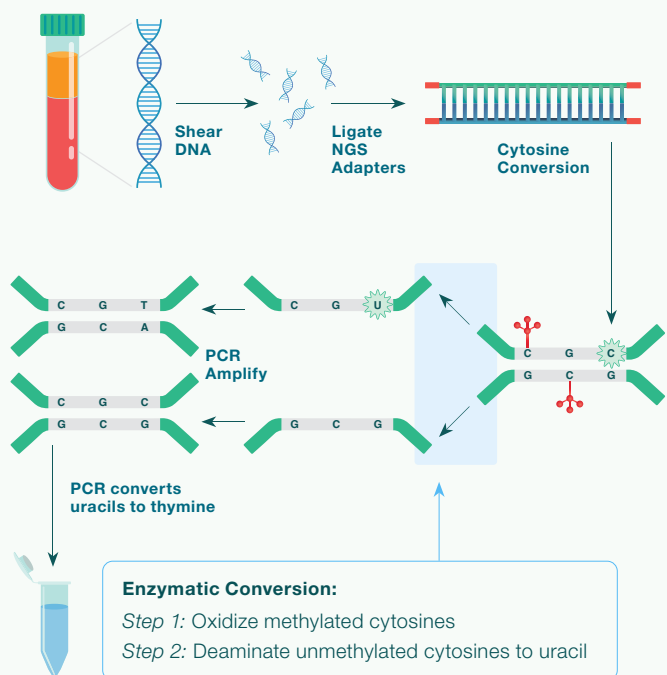 Shear
DNA
Ligate
NGS
Adapters
Cytosine
Conversion
C G C
G C G
C G U
G C G
PCR
Amplify
C G T
G C A
C G C
G C G
PCR converts
uracils to thymine
Enzymatic Conversion:
Step 1: Oxidize methylated cytosines
Step 2: Deaminate unmethylated cytosines to uracil